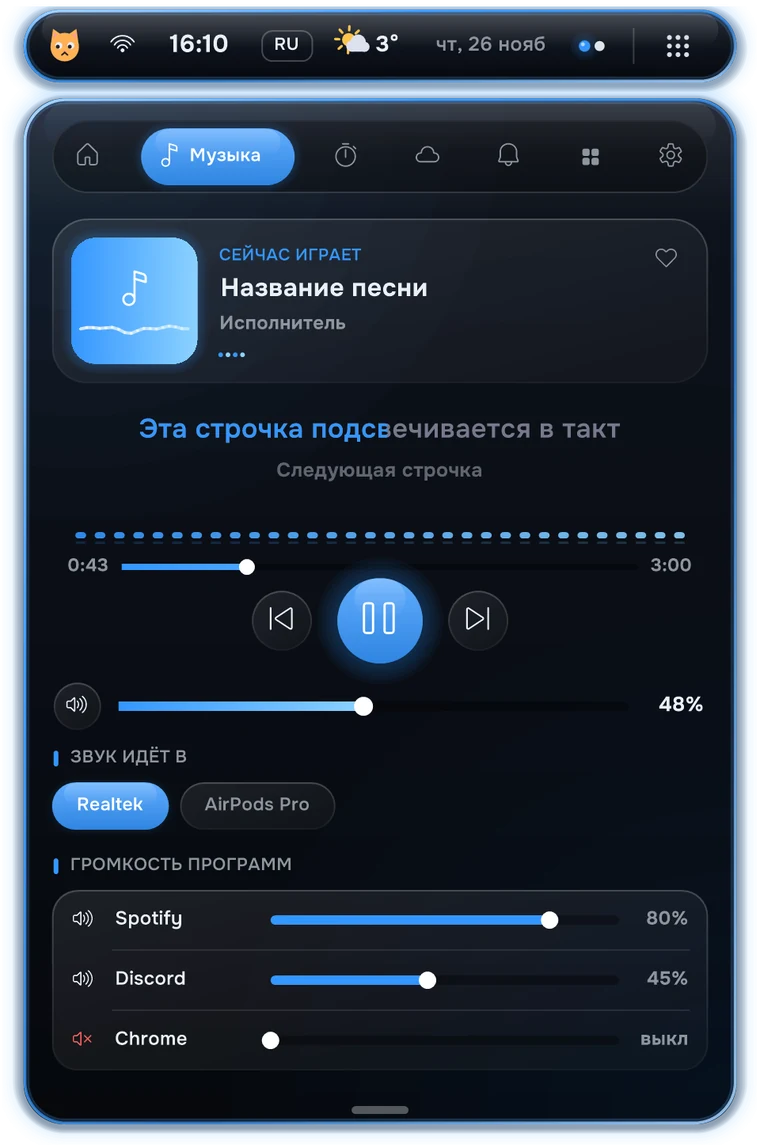 16:10 RU 3° чт, 26 нояб
Музыка
СЕЙЧАС ИГРАЕТ
Название песни
Исполнитель
Эта строчка подсвечивается в такт
Следующая строчка
0:43 3:00
48%
ЗВУК ИДЁТ В
Realtek AirPods Pro
ГРОМКОСТЬ ПРОГРАММ
Spotify 80%
Discord 45%
Chrome выкл